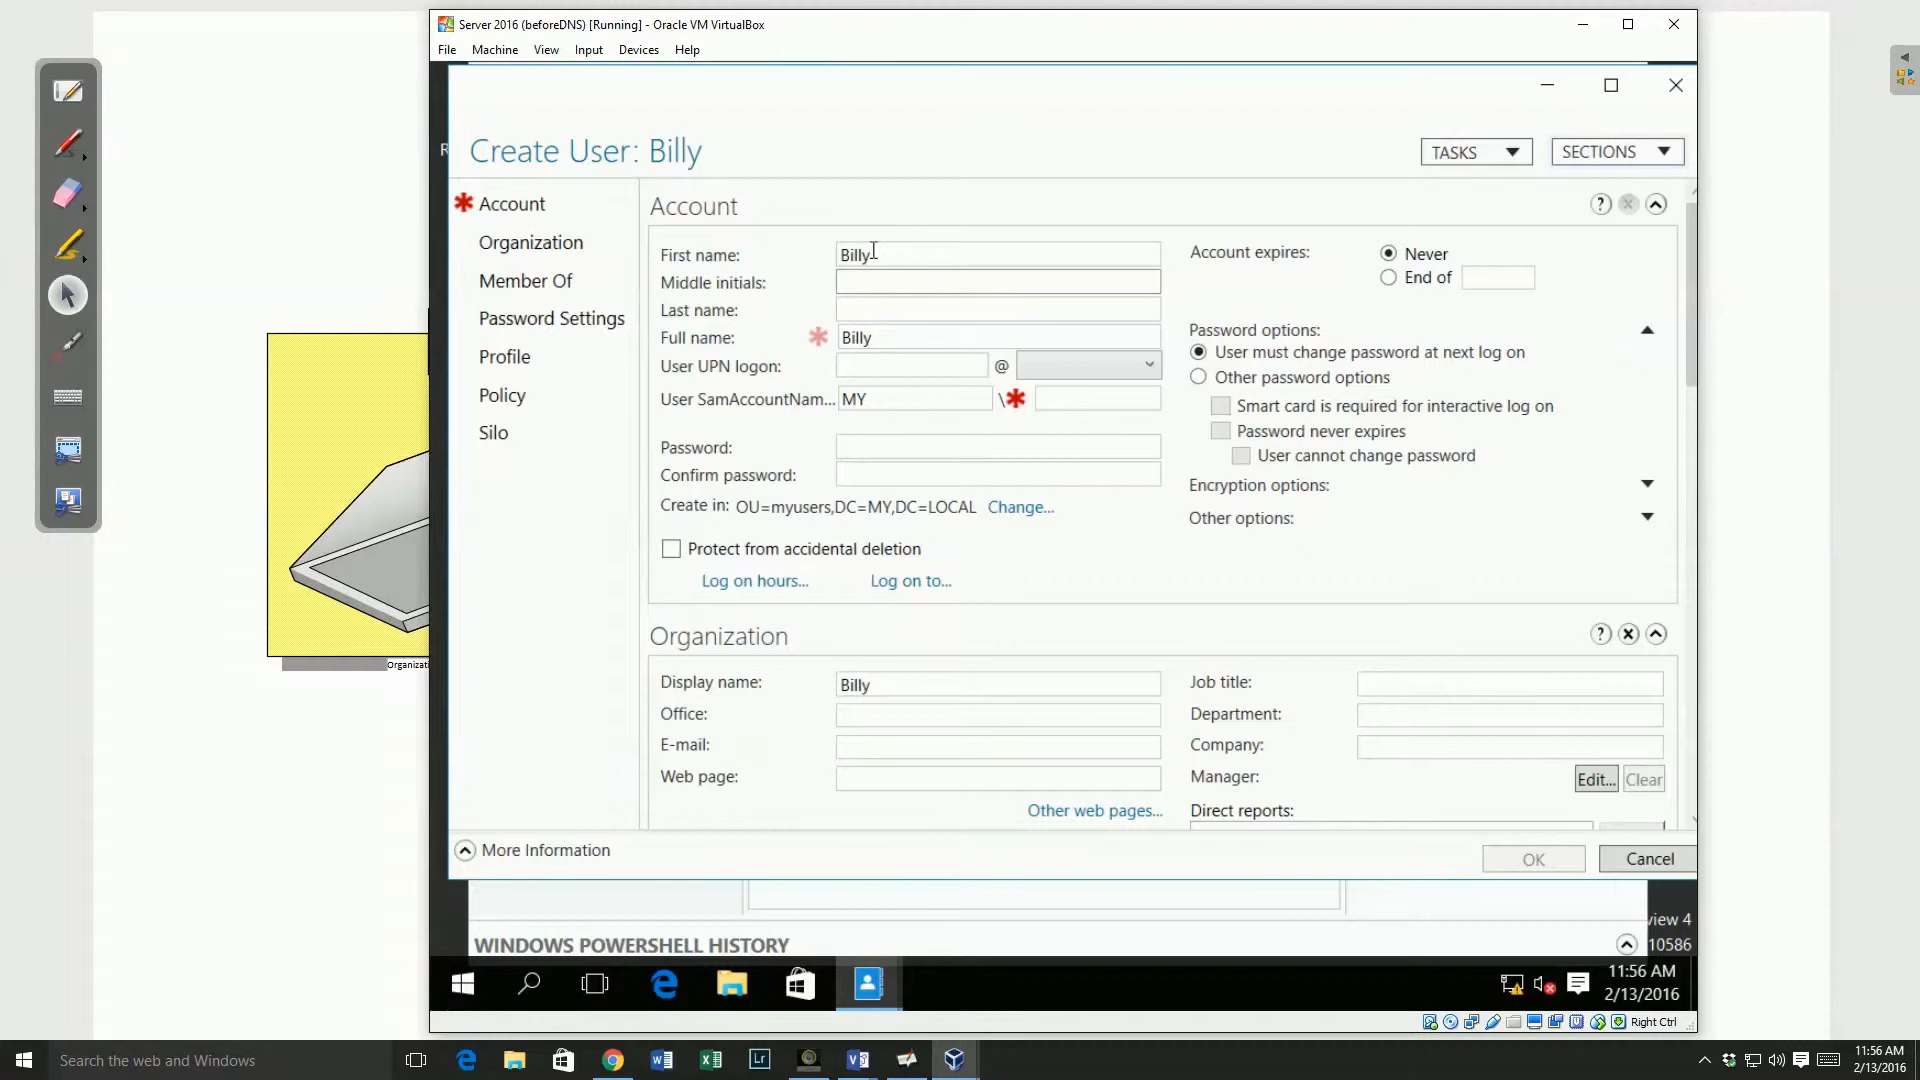 Server 2016 (beforeDNS) [Running] - Oracle VM VirtualBox
File Machine View Input Devices Help
R
Create User: Billy
TASKS
SECTIONS
Account
Organization
Member Of
Password Settings
Profile
Policy
Silo
Account
First name: Billy
Middle initials:
Last name:
Full name: * Billy
User UPN logon: @
User SamAccountNam... MY \*
Password:
Confirm password:
Create in: OU=myusers,DC=MY,DC=LOCAL Change...
Protect from accidental deletion
Log on hours... Log on to...
Account expires: Never
End of
Password options:
User must change password at next log on
Other password options
Smart card is required for interactive log on
Password never expires
User cannot change password
Encryption options:
Other options:
Organization
Display name: Billy
Office:
E-mail:
Web page:
Other web pages...
Job title:
Department:
Company:
Manager: Edit... Clear
Direct reports:
More Information
OK Cancel
Organizati
view 4
WINDOWS POWERSHELL HISTORY
10586
11:56 AM
2/13/2016
Right Ctrl
Search the web and Windows
11:56 AM
2/13/2016